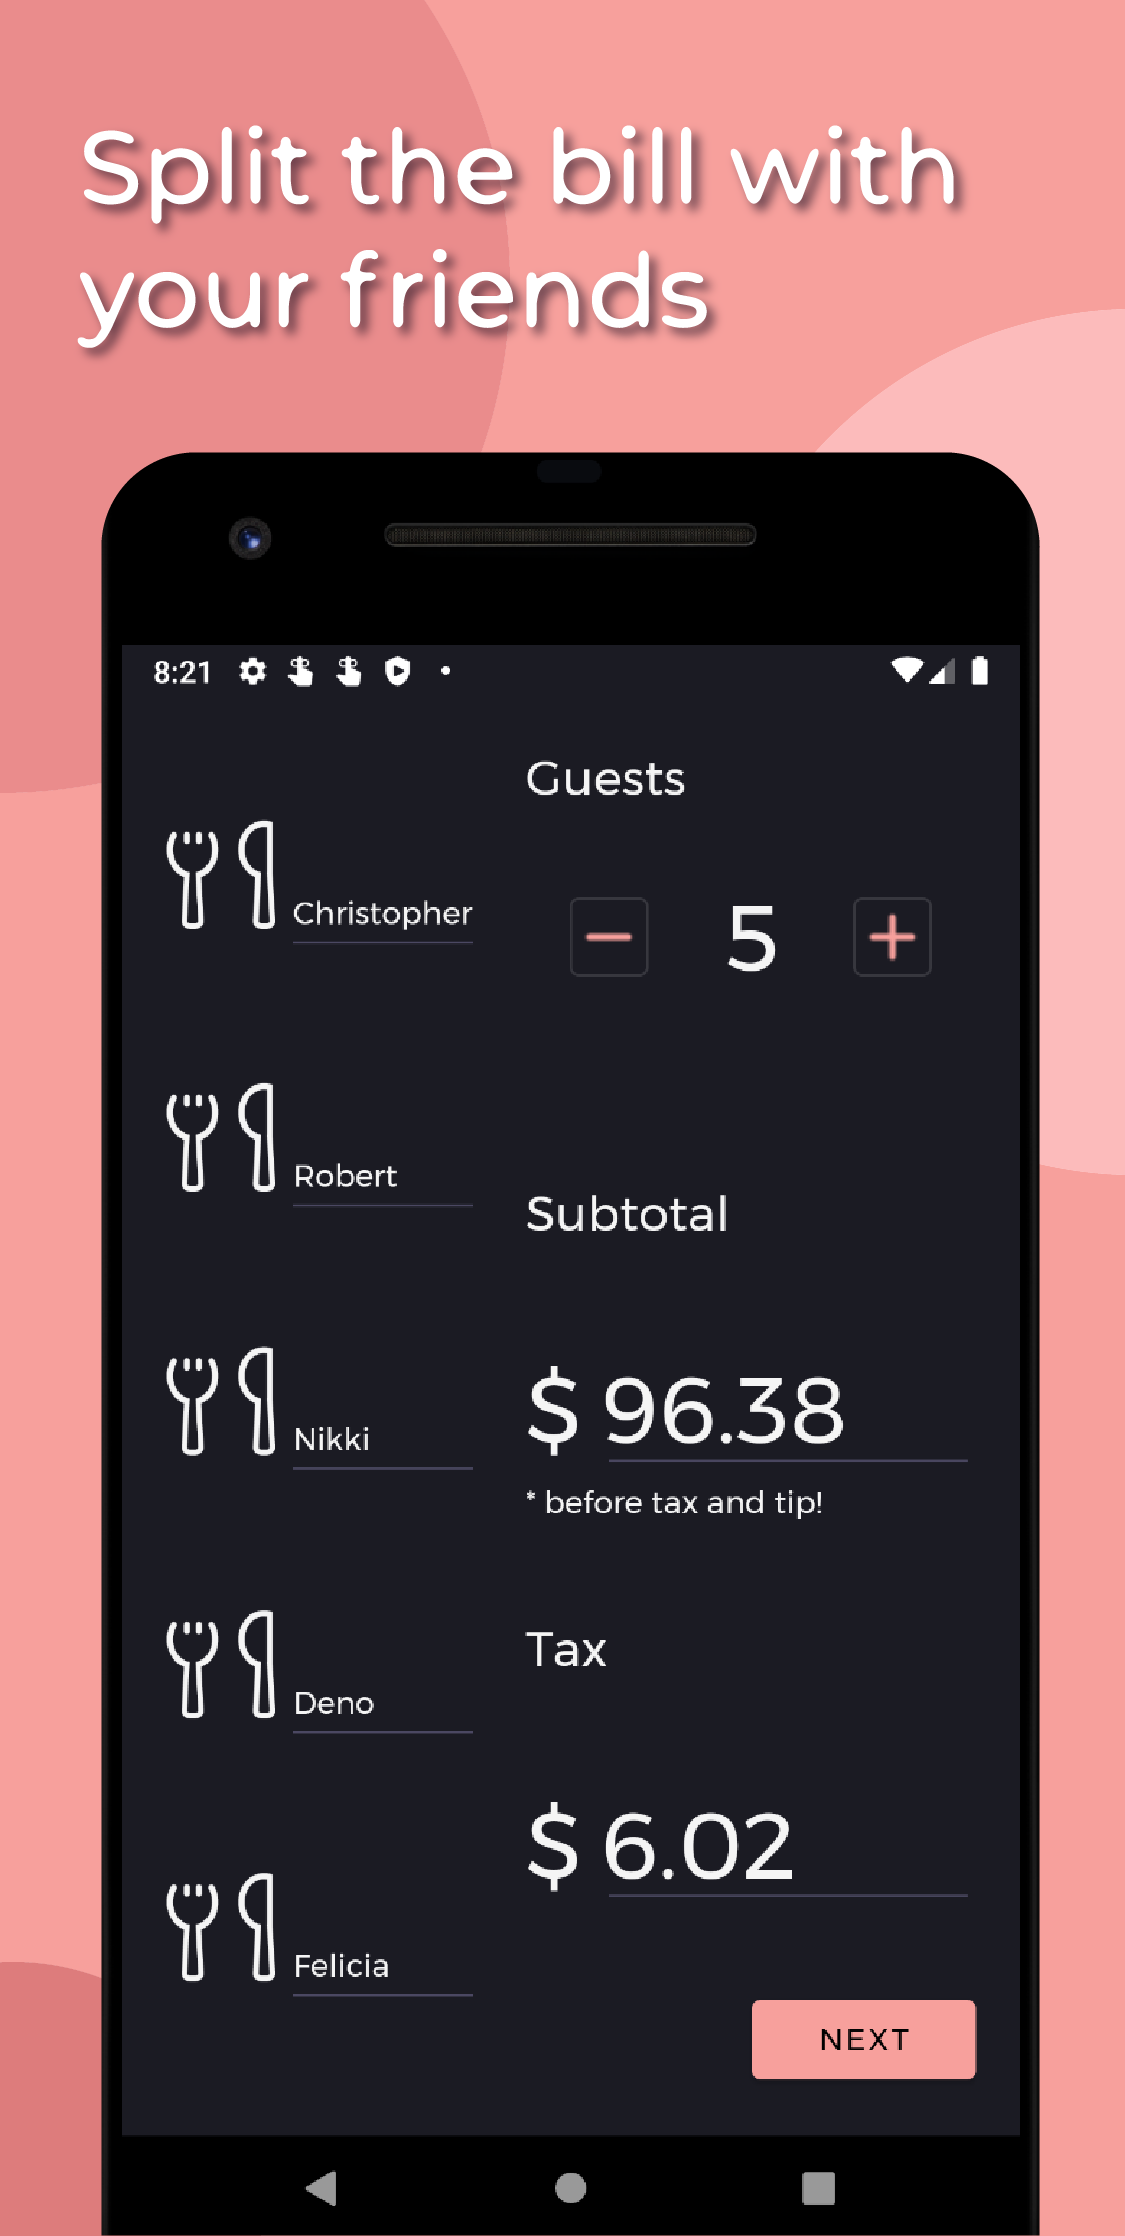 Split the bill with
your friends
8:21
Guests
Christopher
5
Robert
Subtotal
Nikki
$ 96.38
* before tax and tip!
Deno
Tax
$ 6.02
Felicia
NEXT